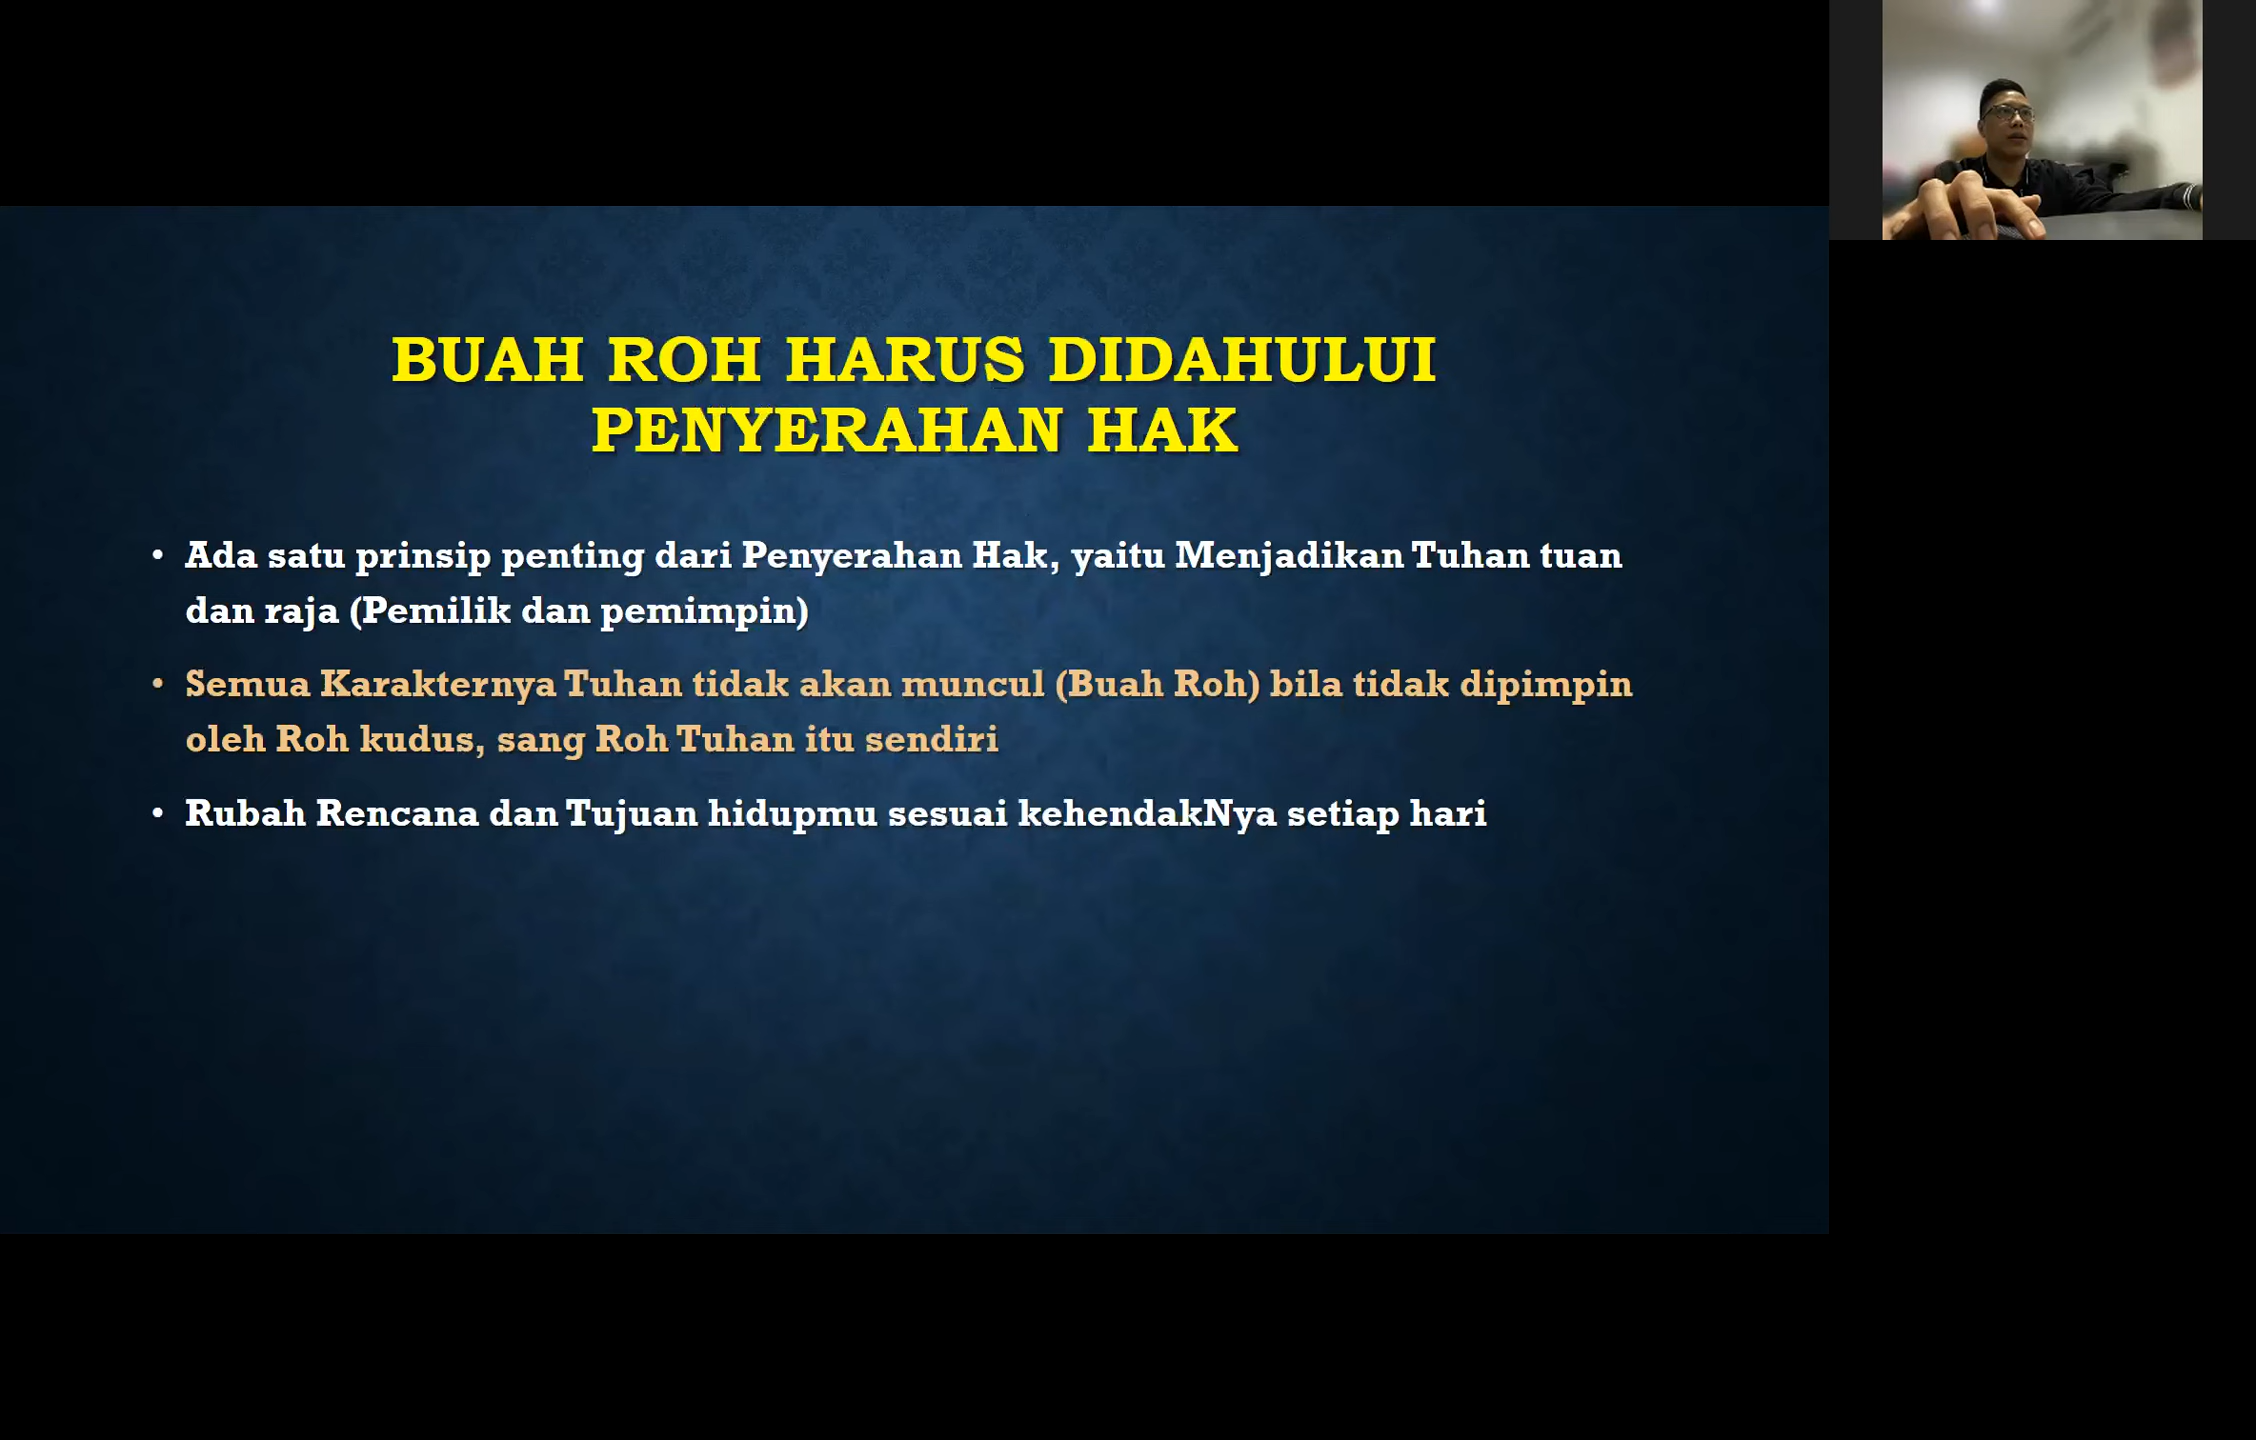 BUAH ROH HARUS DIDAHULUI
PENYERAHAN HAK
• Ada satu prinsip penting dari Penyerahan Hak, yaitu Menjadikan Tuhan tuan
dan raja (Pemilik dan pemimpin)
• Semua Karakternya Tuhan tidak akan muncul (Buah Roh) bila tidak dipimpin
oleh Roh kudus, sang Roh Tuhan itu sendiri
• Rubah Rencana dan Tujuan hidupmu sesuai kehendakNya setiap hari